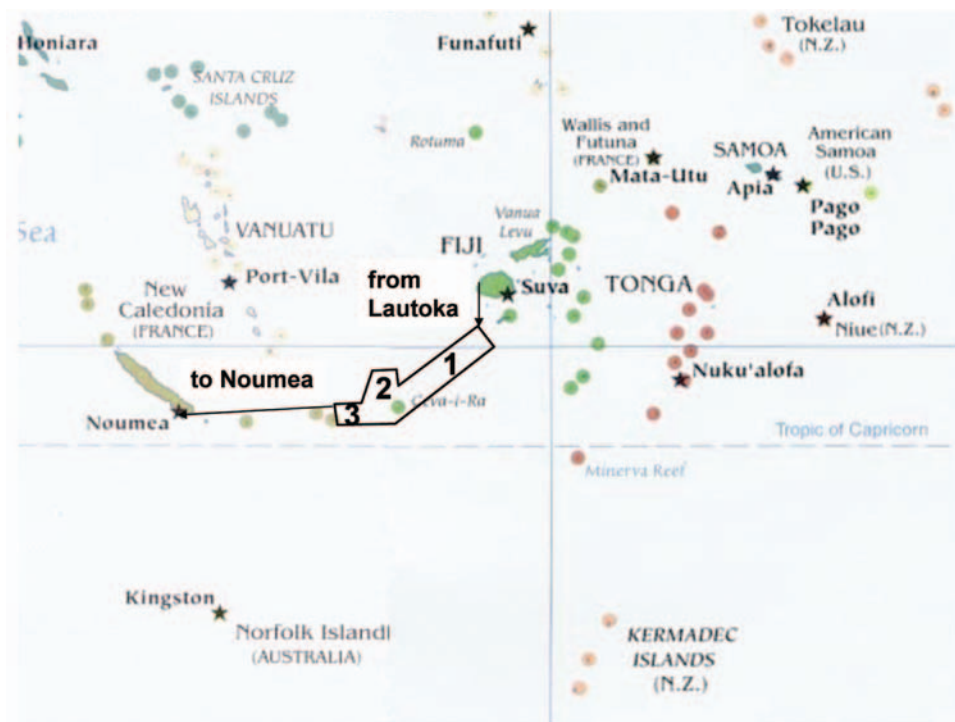 Honiara
Funafuti
Tokelau
(N.Z.)
SANTA CRUZ
ISLANDS
Rotuma
Wallis and
Futuna
(FRANCE)
Mata-Utu
SAMOA
Apia
American
Samoa
(U.S.)
Pago
Pago
Sea
VANUATU
Port-Vila
Vanua
Levu
FIJI
Suva
from
Lautoka
TONGA
Alofi
Niue (N.Z.)
New
Caledonia
(FRANCE)
to Noumea
1
2
3
Ceva-i-Ra
Nuku'alofa
Noumea
Tropic of Capricorn
Minerva Reef
Kingston
Norfolk Island
(AUSTRALIA)
KERMADEC
ISLANDS
(N.Z.)